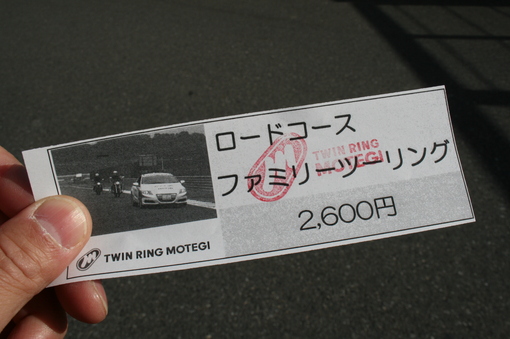 ロードコース
ファミリーツーリング
TWIN RING
MOTEGI
2,600円
TWIN RING MOTEGI